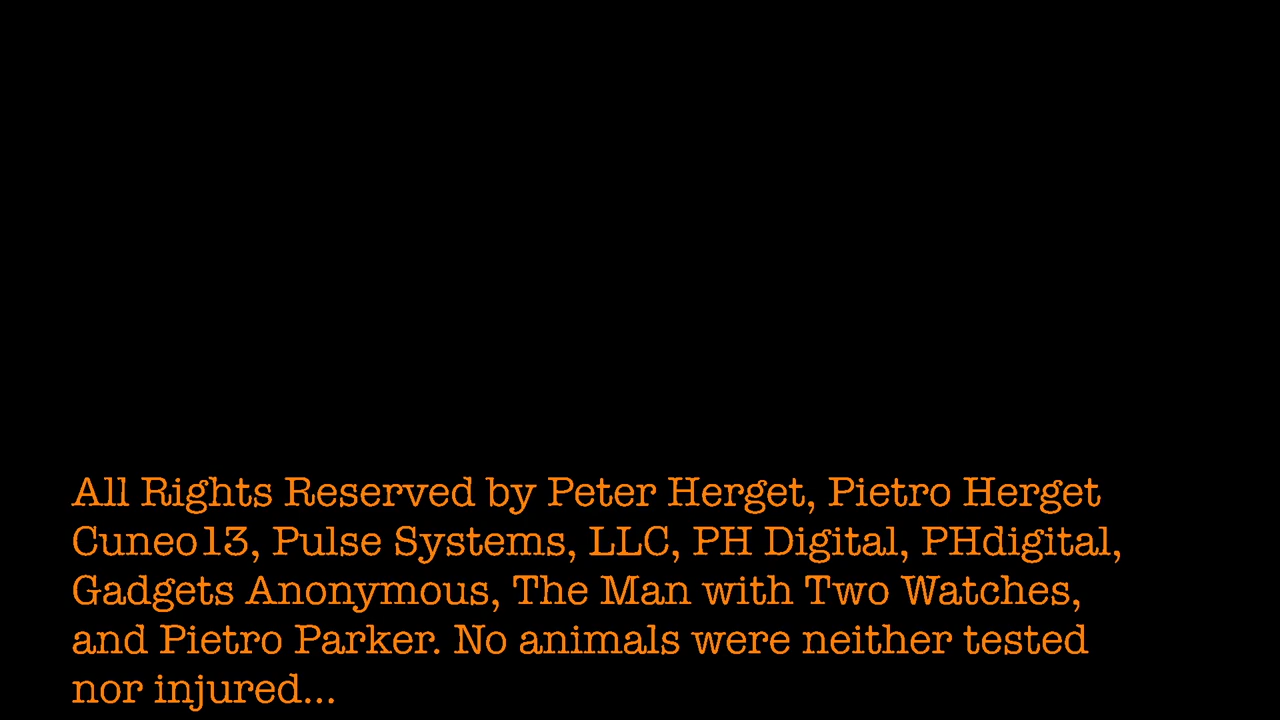 All Rights Reserved by Peter Herget, Pietro Herget
Cuneo13, Pulse Systems, LLC, PH Digital, PHdigital,
Gadgets Anonymous, The Man with Two Watches,
and Pietro Parker. No animals were neither tested
nor injured...